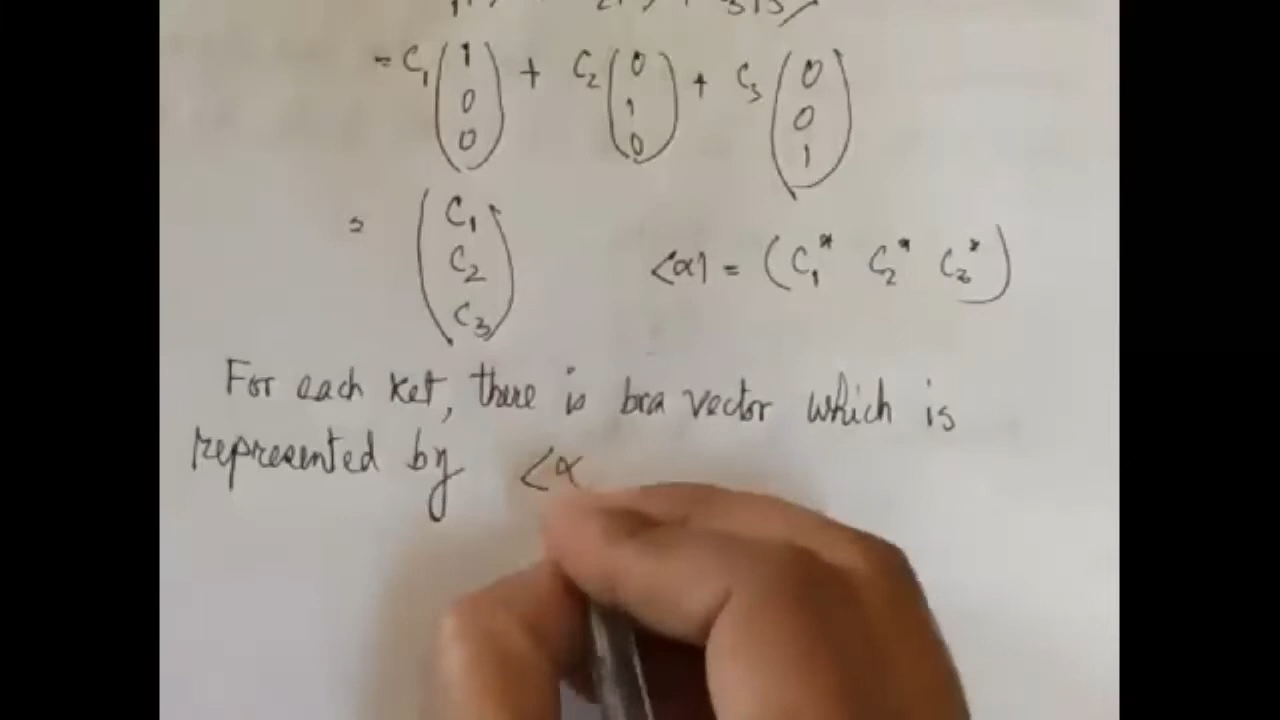 = C₁ (1 0 0) + C₂ (0 1 0) + C₃ (0 0 1)
= (C₁ C₂ C₃)
<α| = (C₁* C₂* C₃*)
For each ket, there is bra vector which is
represented by <α